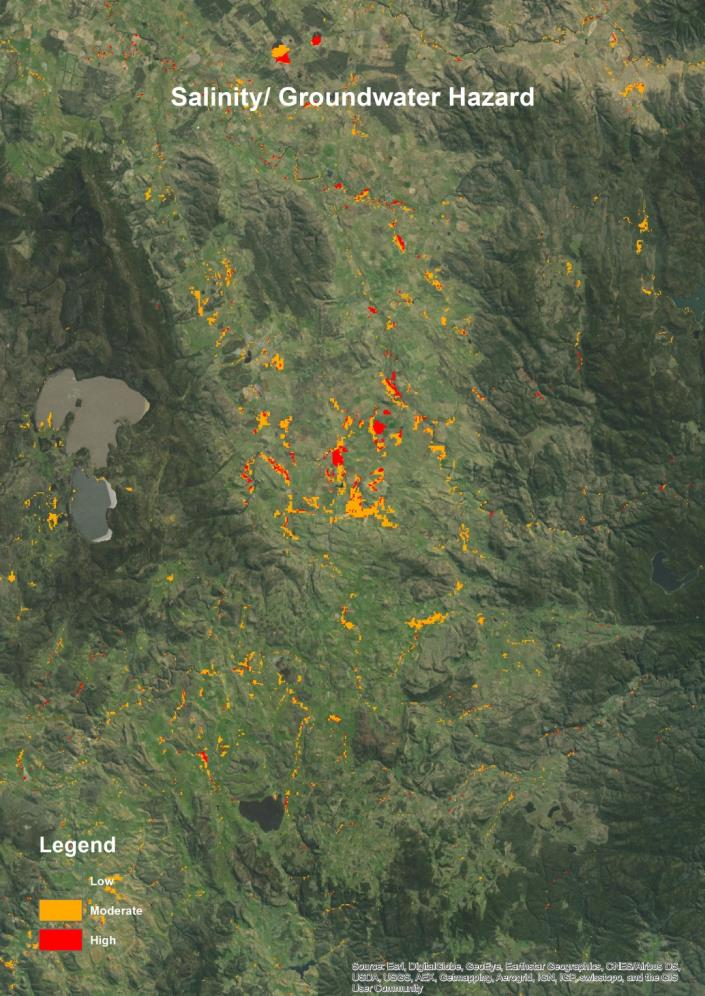 Salinity/ Groundwater Hazard
Legend
Low
Moderate
High
Source: Esri, DigitalGlobe, GeoEye, Earthstar Geographics, CNES/Airbus DS,
USDA, USGS, AEX, Getmapping, Aerogrid, IGN, IGP, swisstopo, and the GIS
User Community